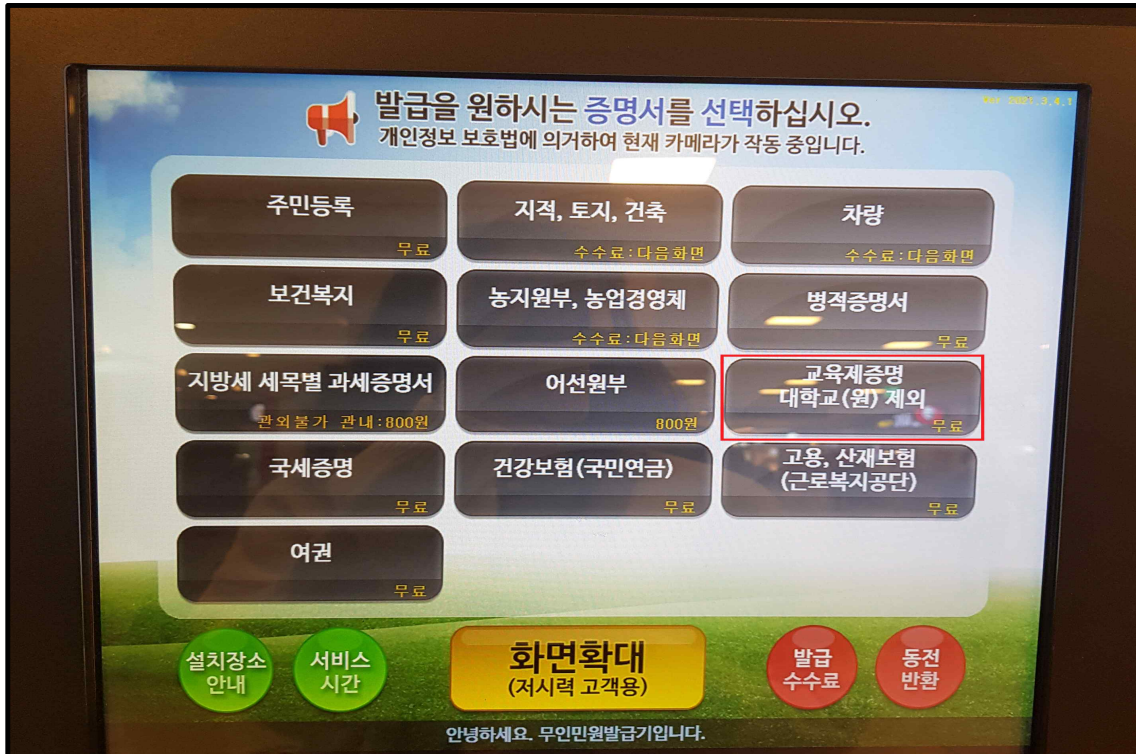 발급을 원하시는 증명서를 선택하십시오.
개인정보 보호법에 의거하여 현재 카메라가 작동 중입니다.
주민등록
무료
지적, 토지, 건축
수수료:다음화면
차량
수수료:다음화면
보건복지
무료
농지원부, 농업경영체
수수료:다음화면
병적증명서
무료
지방세 세목별 과세증명서
관외불가 관내:800원
어선원부
800원
교육제증명
대학교(원) 제외
무료
국세증명
무료
건강보험(국민연금)
무료
고용, 산재보험
(근로복지공단)
무료
여권
무료
설치장소
안내
서비스
시간
화면확대
(저시력 고객용)
발급
수수료
동전
반환
안녕하세요. 무인민원발급기입니다.